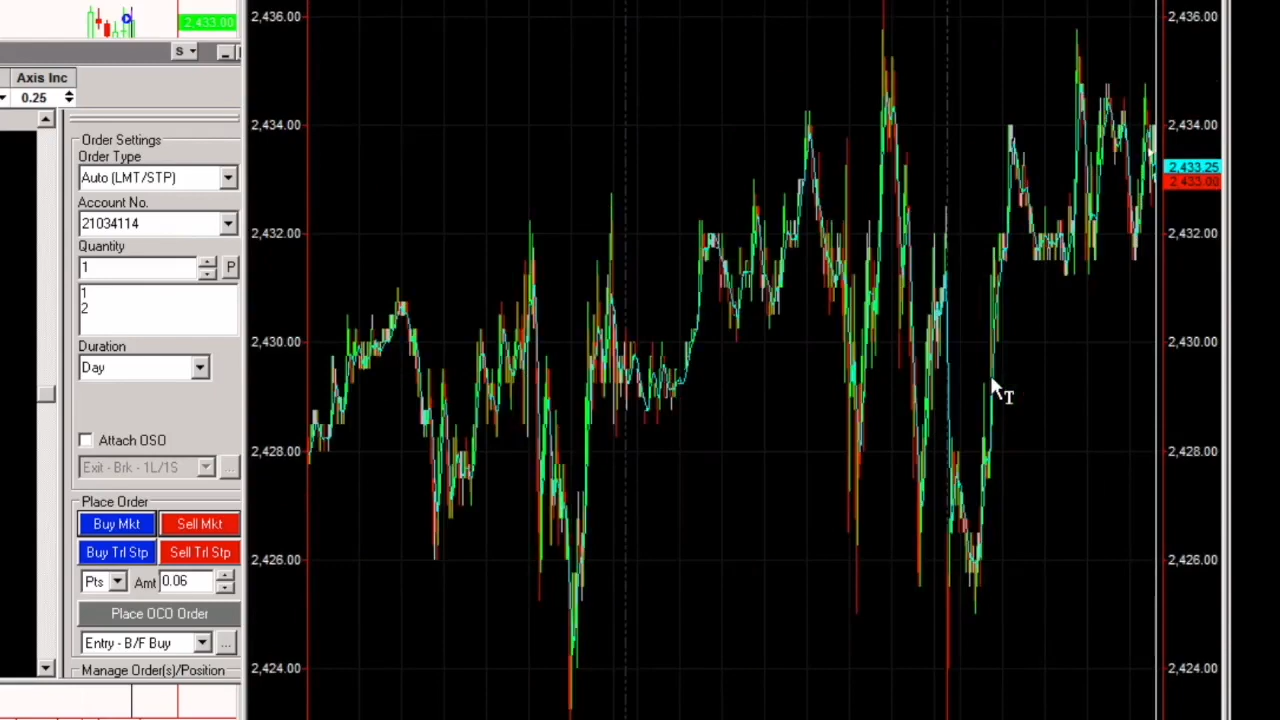 2,433.00
S
Axis Inc
0.25
Order Settings
Order Type
Auto (LMT/STP)
Account No.
21034114
Quantity
1
P
1
2
Duration
Day
Attach OSO
Exit - Brk - 1L/1S
...
Place Order
Buy Mkt
Sell Mkt
Buy Trl Stp
Sell Trl Stp
Pts
Amt
0.06
Place OCO Order
Entry - B/F Buy
...
Manage Order(s)/Position
2,436.00
2,434.00
2,432.00
2,430.00
2,428.00
2,426.00
2,424.00
T
2,436.00
2,434.00
2,433.25
2,433.00
2,432.00
2,430.00
2,428.00
2,426.00
2,424.00